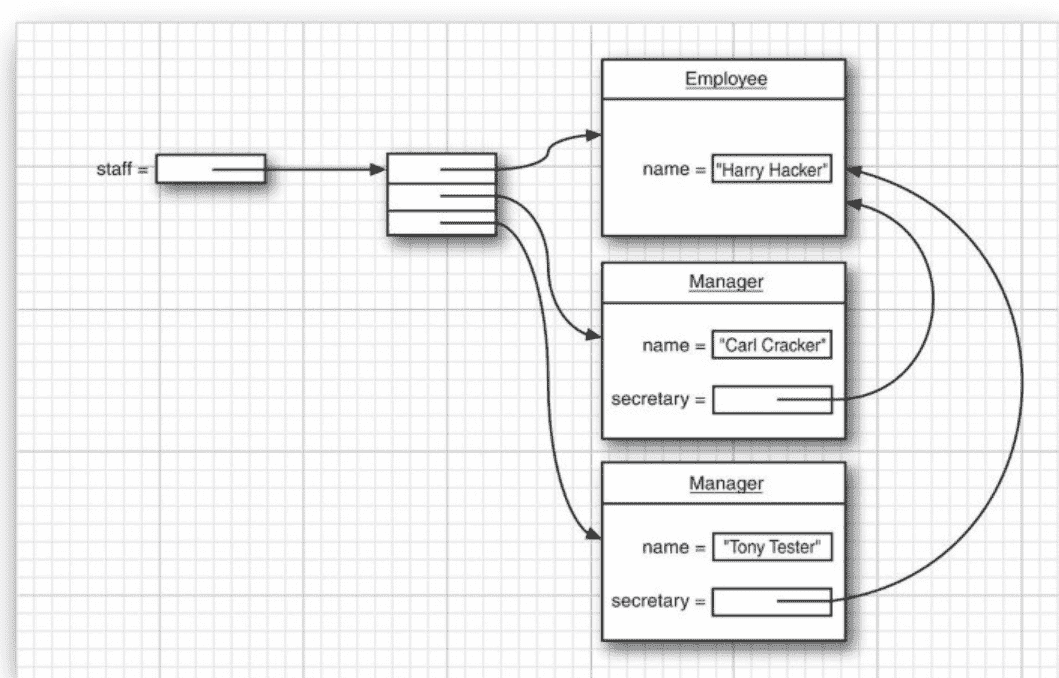 Employee
staff =
name = "Harry Hacker"
Manager
name = "Carl Cracker"
secretary =
Manager
name = "Tony Tester"
secretary =